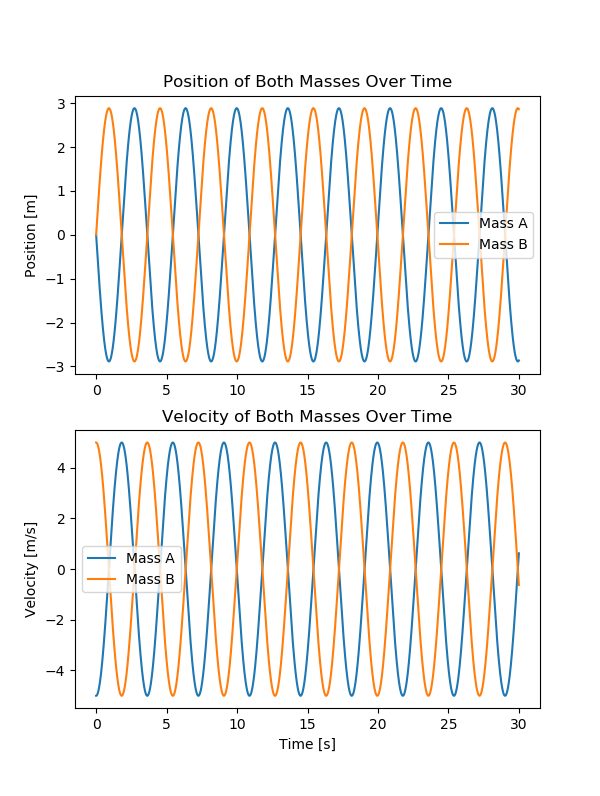 Position of Both Masses Over Time
Position [m]
3
2
1
0
−1
−2
−3
Mass A
Mass B
0 5 10 15 20 25 30
Velocity of Both Masses Over Time
Velocity [m/s]
4
2
0
−2
−4
Mass A
Mass B
0 5 10 15 20 25 30
Time [s]